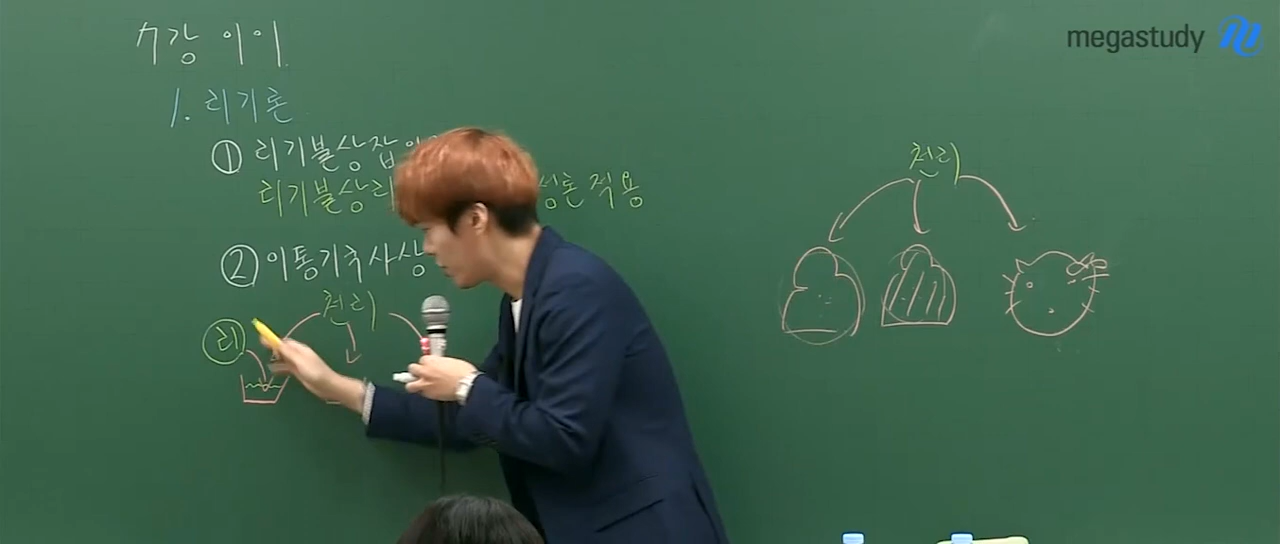 7강 이이.
1. 리기론
① 리기불상잡
리기불상리 성론 적용
② 이통기국 사상
천리
리
천리
megastudy